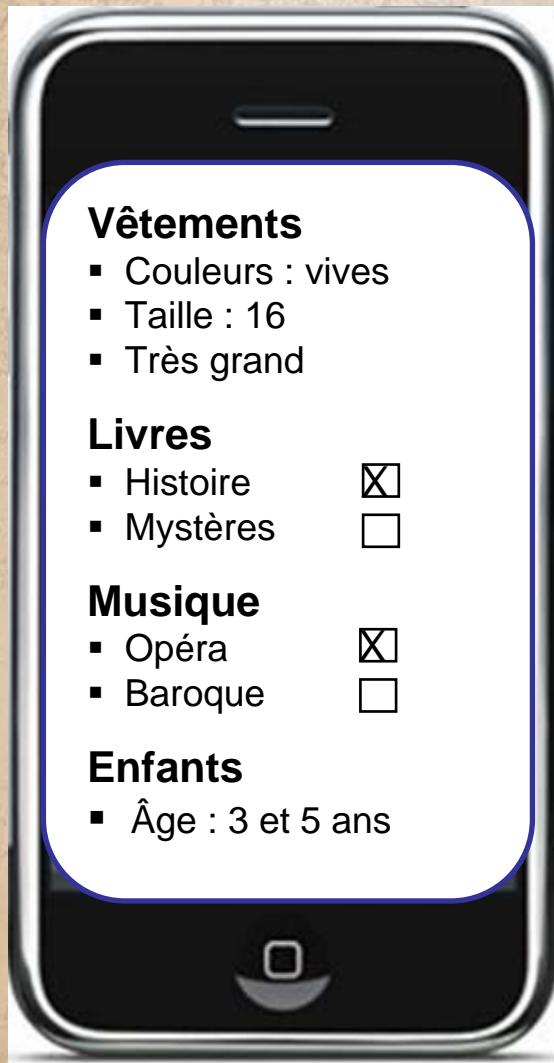 Vêtements
▪ Couleurs : vives
▪ Taille : 16
▪ Très grand
Livres
▪ Histoire ☒
▪ Mystères ☐
Musique
▪ Opéra ☒
▪ Baroque ☐
Enfants
▪ Âge : 3 et 5 ans